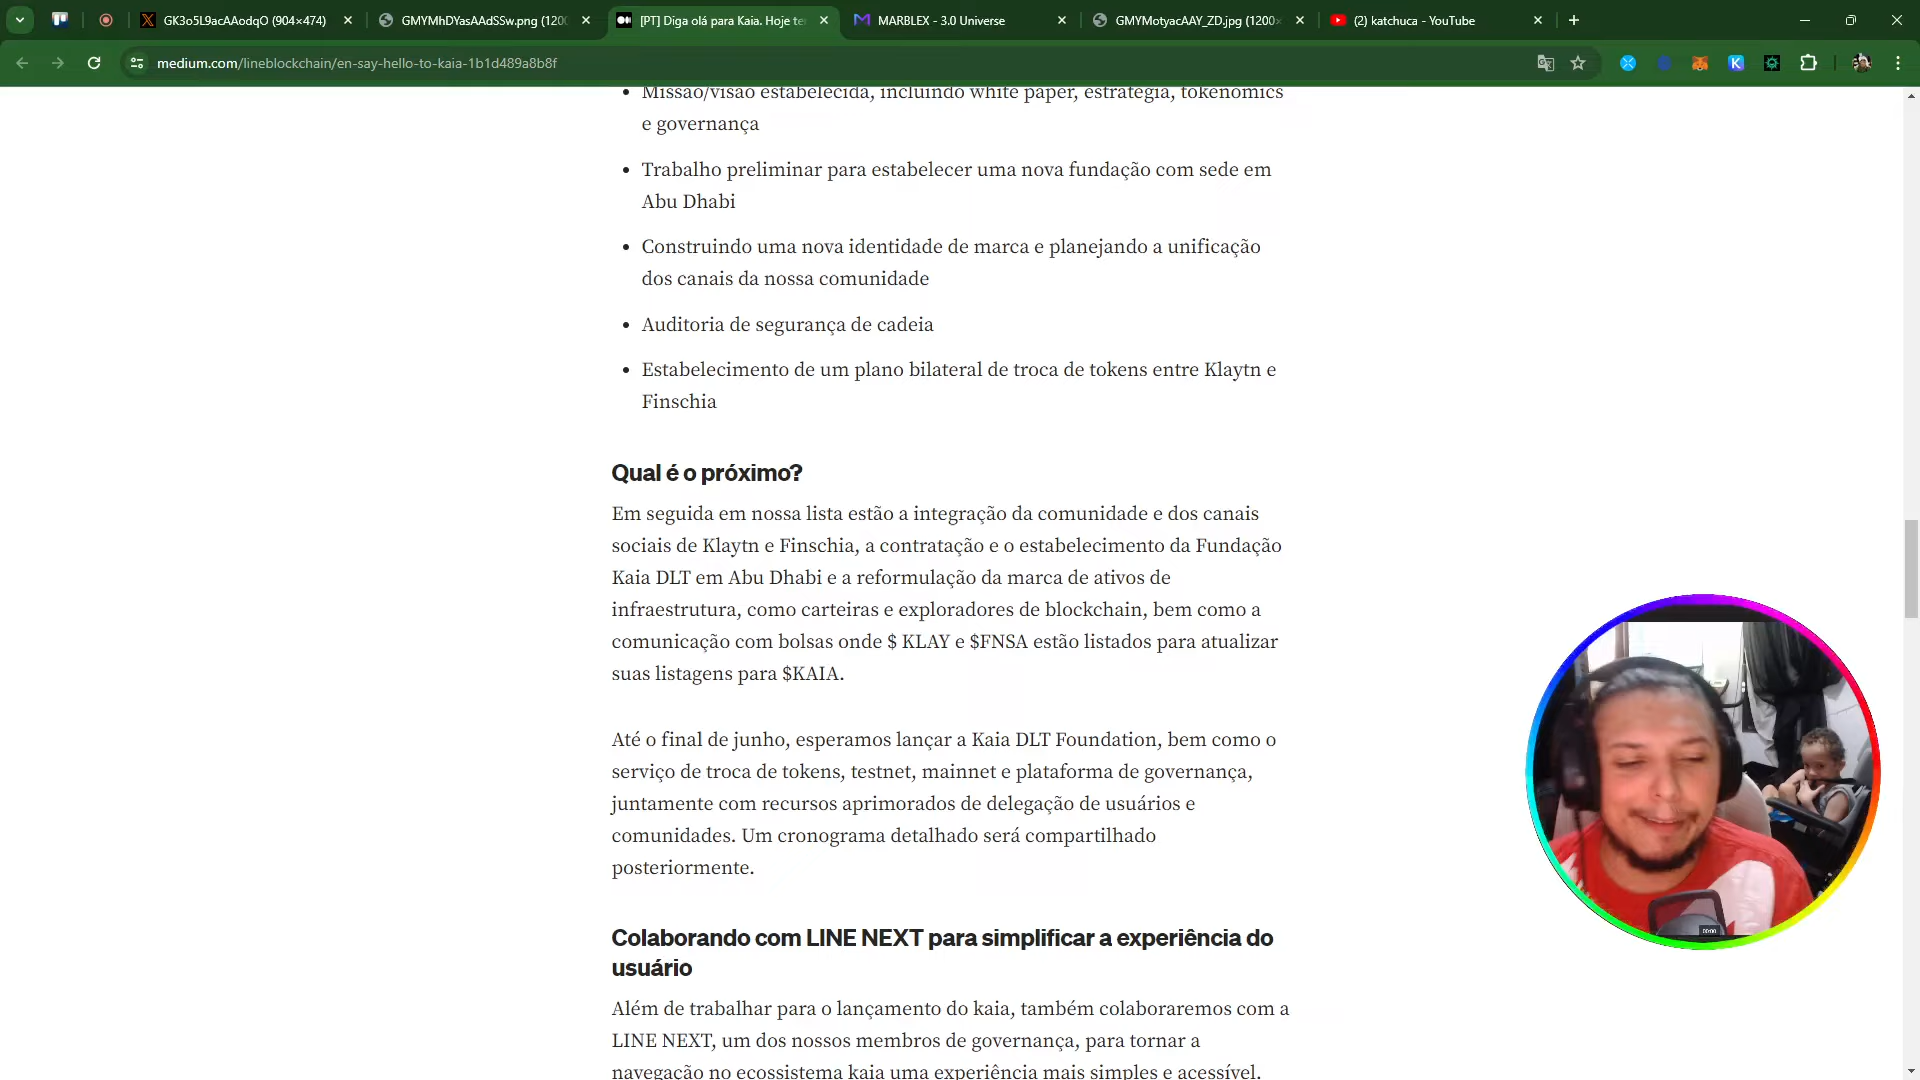 GK3o5L9acAAodqO (904×474)
GMYMhDYasAAdSSw.png (120
[PT] Diga olá para Kaia. Hoje te
MARBLEX - 3.0 Universe
GMYMotyacAAY_ZD.jpg (1200×
(2) katchuca - YouTube
medium.com/lineblockchain/en-say-hello-to-kaia-1b1d489a8b8f
Missão/visão estabelecida, incluindo white paper, estratégia, tokenomics
e governança
Trabalho preliminar para estabelecer uma nova fundação com sede em
Abu Dhabi
Construindo uma nova identidade de marca e planejando a unificação
dos canais da nossa comunidade
Auditoria de segurança de cadeia
Estabelecimento de um plano bilateral de troca de tokens entre Klaytn e
Finschia
Qual é o próximo?
Em seguida em nossa lista estão a integração da comunidade e dos canais
sociais de Klaytn e Finschia, a contratação e o estabelecimento da Fundação
Kaia DLT em Abu Dhabi e a reformulação da marca de ativos de
infraestrutura, como carteiras e exploradores de blockchain, bem como a
comunicação com bolsas onde $ KLAY e $FNSA estão listados para atualizar
suas listagens para $KAIA.
Até o final de junho, esperamos lançar a Kaia DLT Foundation, bem como o
serviço de troca de tokens, testnet, mainnet e plataforma de governança,
juntamente com recursos aprimorados de delegação de usuários e
comunidades. Um cronograma detalhado será compartilhado
posteriormente.
Colaborando com LINE NEXT para simplificar a experiência do
usuário
Além de trabalhar para o lançamento do kaia, também colaboraremos com a
LINE NEXT, um dos nossos membros de governança, para tornar a
navegação no ecossistema kaia uma experiência mais simples e acessível.
00:00